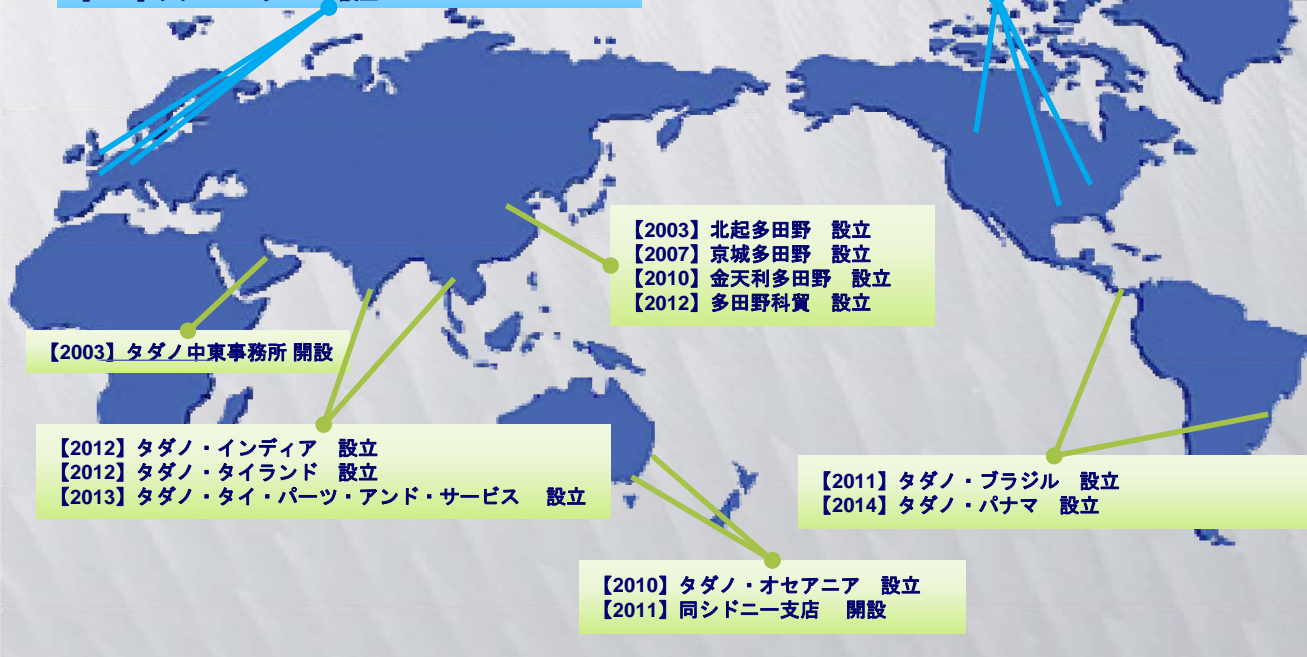 【2003】北起多田野　設立
【2007】京城多田野　設立
【2010】金天利多田野　設立
【2012】多田野科貿　設立
【2003】タダノ中東事務所 開設
【2012】タダノ・インディア　設立
【2012】タダノ・タイランド　設立
【2013】タダノ・タイ・パーツ・アンド・サービス　設立
【2011】タダノ・ブラジル　設立
【2014】タダノ・パナマ　設立
【2010】タダノ・オセアニア　設立
【2011】同シドニー支店　開設